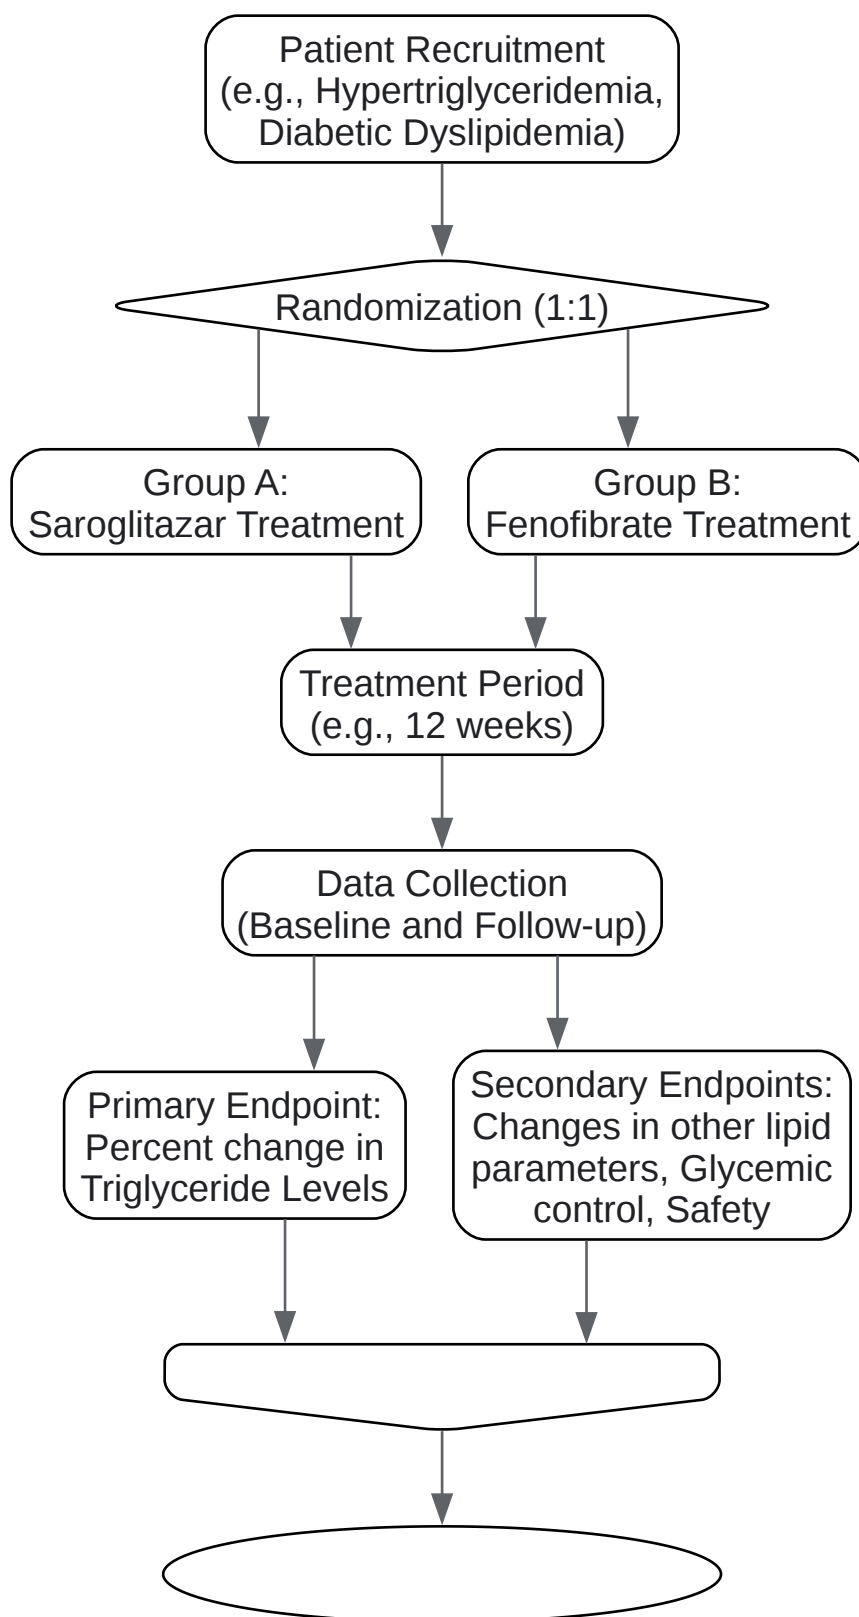 Patient Recruitment
(e.g., Hypertriglyceridemia,
Diabetic Dyslipidemia)
Randomization (1:1)
Group A:
Saroglitazar Treatment
Group B:
Fenofibrate Treatment
Treatment Period
(e.g., 12 weeks)
Data Collection
(Baseline and Follow-up)
Primary Endpoint:
Percent change in
Triglyceride Levels
Secondary Endpoints:
Changes in other lipid
parameters, Glycemic
control, Safety